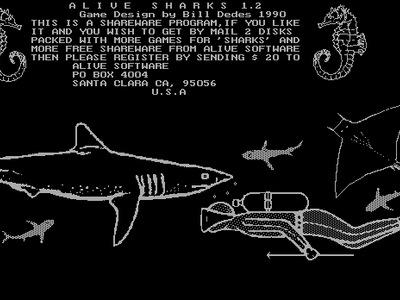 A L I V E  S H A R K S  1.2
Game Design by Bill Dedes 1990
THIS IS A SHAREWARE PROGRAM,IF YOU LIKE
IT AND YOU WISH TO GET BY MAIL 2 DISKS
PACKED WITH MORE GAMES FOR 'SHARKS' AND
MORE FREE SHAREWARE FROM ALIVE SOFTWARE
THEN PLEASE REGISTER BY SENDING $ 20 TO
ALIVE SOFTWARE
PO BOX 4004
SANTA CLARA CA, 95056
U.S.A